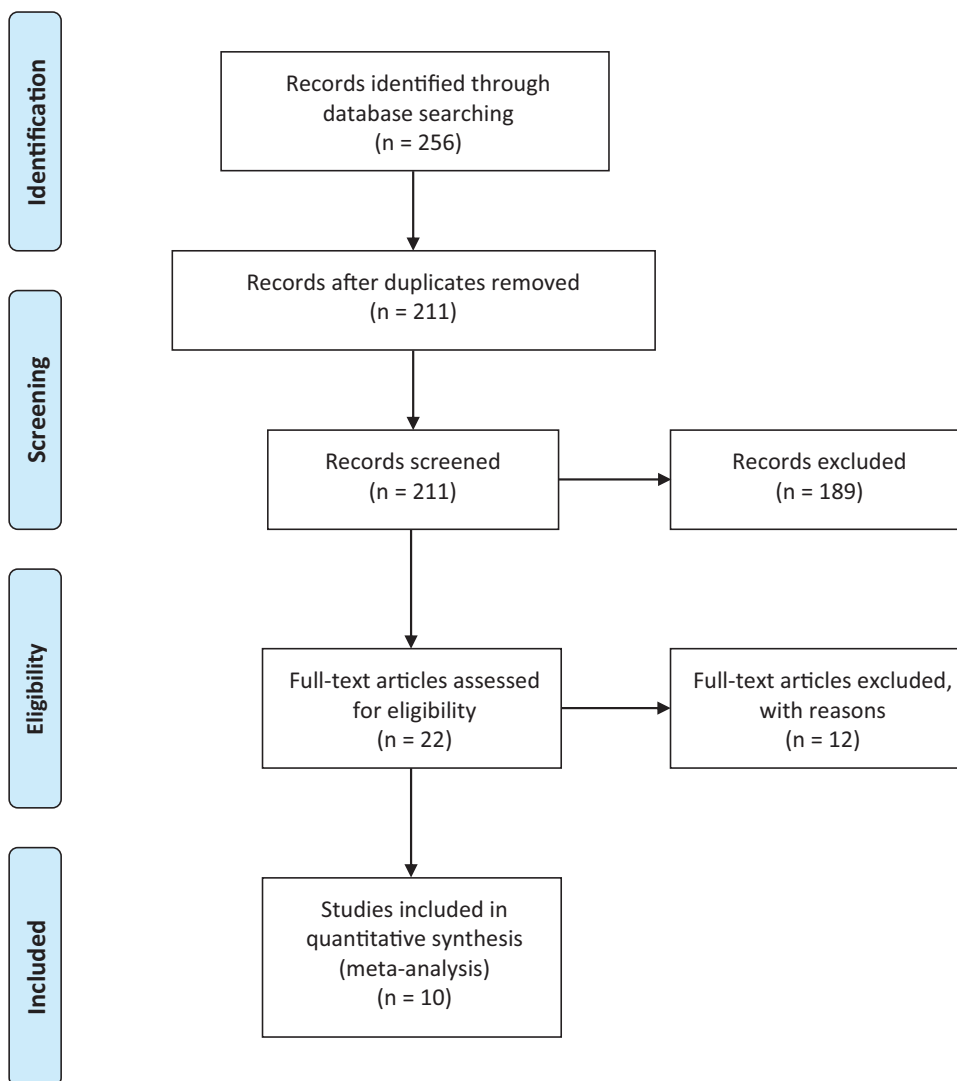 Identification
Records identified through
database searching
(n = 256)
Records after duplicates removed
(n = 211)
Screening
Records screened
(n = 211)
Records excluded
(n = 189)
Eligibility
Full-text articles assessed
for eligibility
(n = 22)
Full-text articles excluded,
with reasons
(n = 12)
Included
Studies included in
quantitative synthesis
(meta-analysis)
(n = 10)